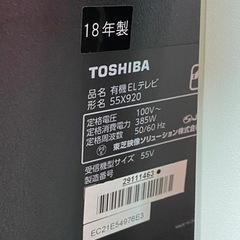 18年製
TOSHIBA
品名 有機ELテレビ
形名 55X920
定格電圧 100V~
定格消費電力 385W
定格周波数 50/60 Hz
東芝映像ソリューション株式会
受信機型サイズ 55V
製造番号
29111463
EC21E54976E3